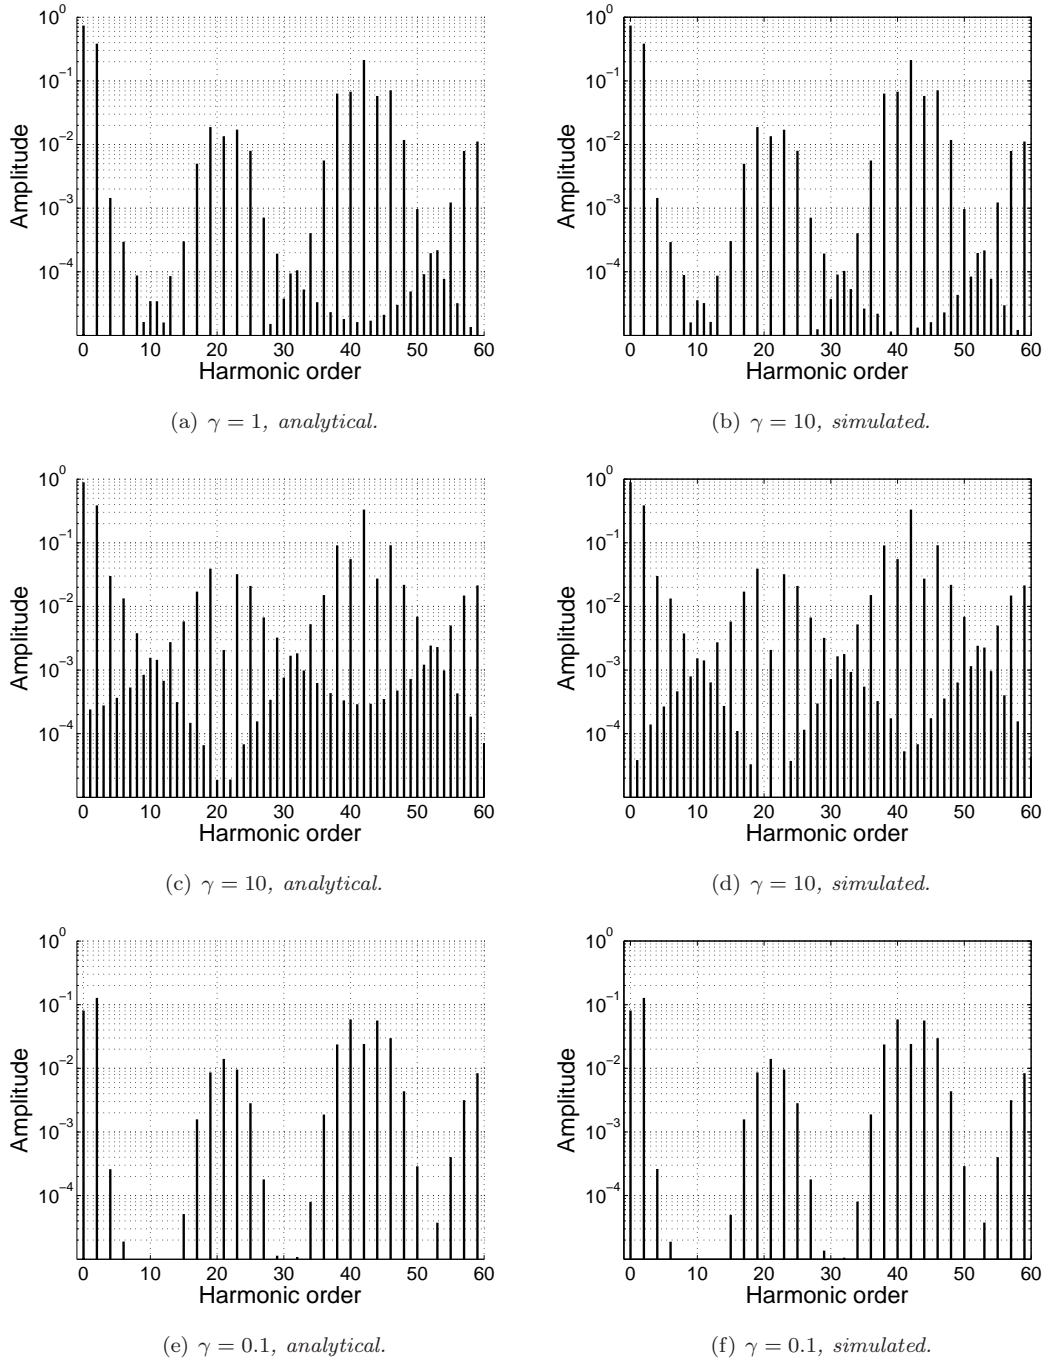 10^0 10^0
10^-1 10^-1
10^-2 10^-2
Amplitude Amplitude
10^-3 10^-3
10^-4 10^-4
0 10 20 30 40 50 60 0 10 20 30 40 50 60
Harmonic order Harmonic order
(a) γ = 1, analytical. (b) γ = 10, simulated.
10^0 10^0
10^-1 10^-1
10^-2 10^-2
Amplitude Amplitude
10^-3 10^-3
10^-4 10^-4
0 10 20 30 40 50 60 0 10 20 30 40 50 60
Harmonic order Harmonic order
(c) γ = 10, analytical. (d) γ = 10, simulated.
10^0 10^0
10^-1 10^-1
10^-2 10^-2
Amplitude Amplitude
10^-3 10^-3
10^-4 10^-4
0 10 20 30 40 50 60 0 10 20 30 40 50 60
Harmonic order Harmonic order
(e) γ = 0.1, analytical. (f) γ = 0.1, simulated.